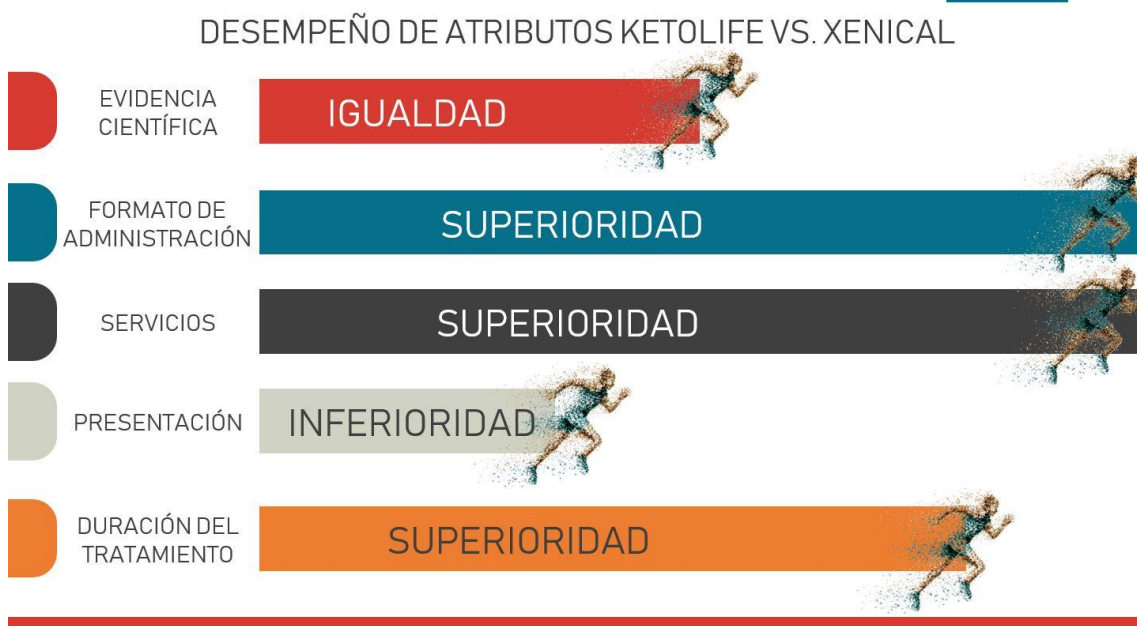 DESEMPEÑO DE ATRIBUTOS KETOLIFE VS. XENICAL
EVIDENCIA
CIENTÍFICA
IGUALDAD
FORMATO DE
ADMINISTRACIÓN
SUPERIORIDAD
SERVICIOS
SUPERIORIDAD
PRESENTACIÓN
INFERIORIDAD
DURACIÓN DEL
TRATAMIENTO
SUPERIORIDAD